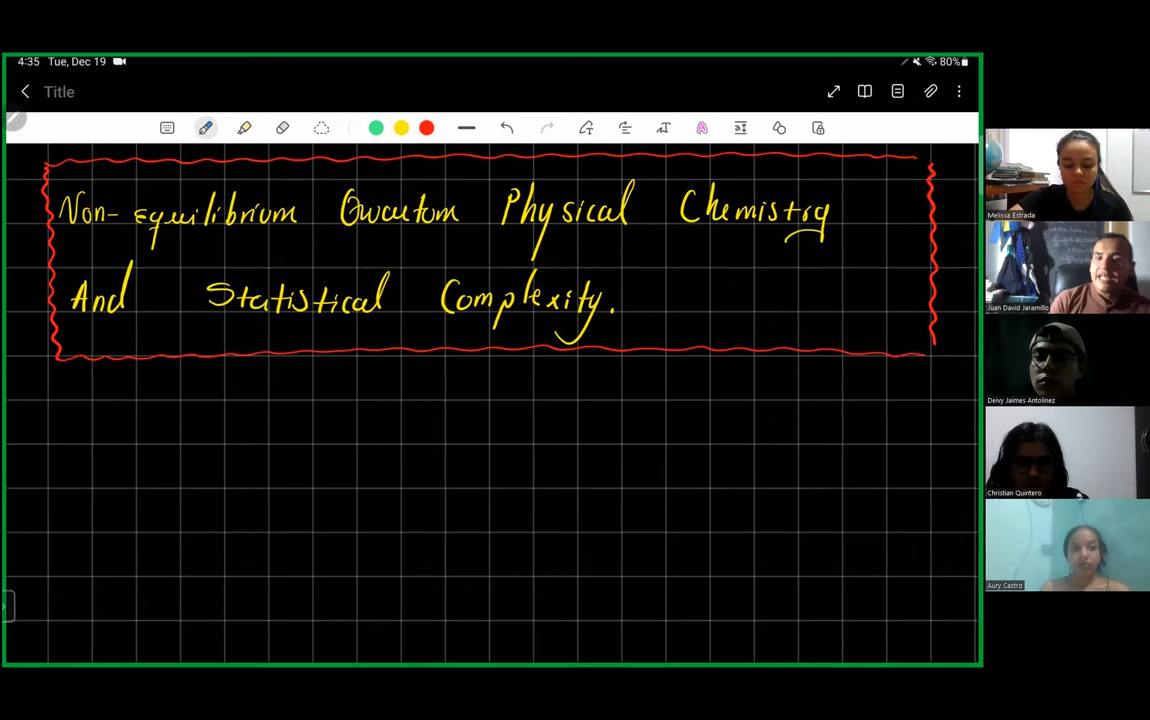 4:35 Tue, Dec 19
80%
Title
Non-equilibrium Quantum Physical Chemistry
And Statistical Complexity.
Melissa Estrada
Juan David Jaramillo
Deivy Jaimes Antolinez
Christian Quintero
Aury Castro